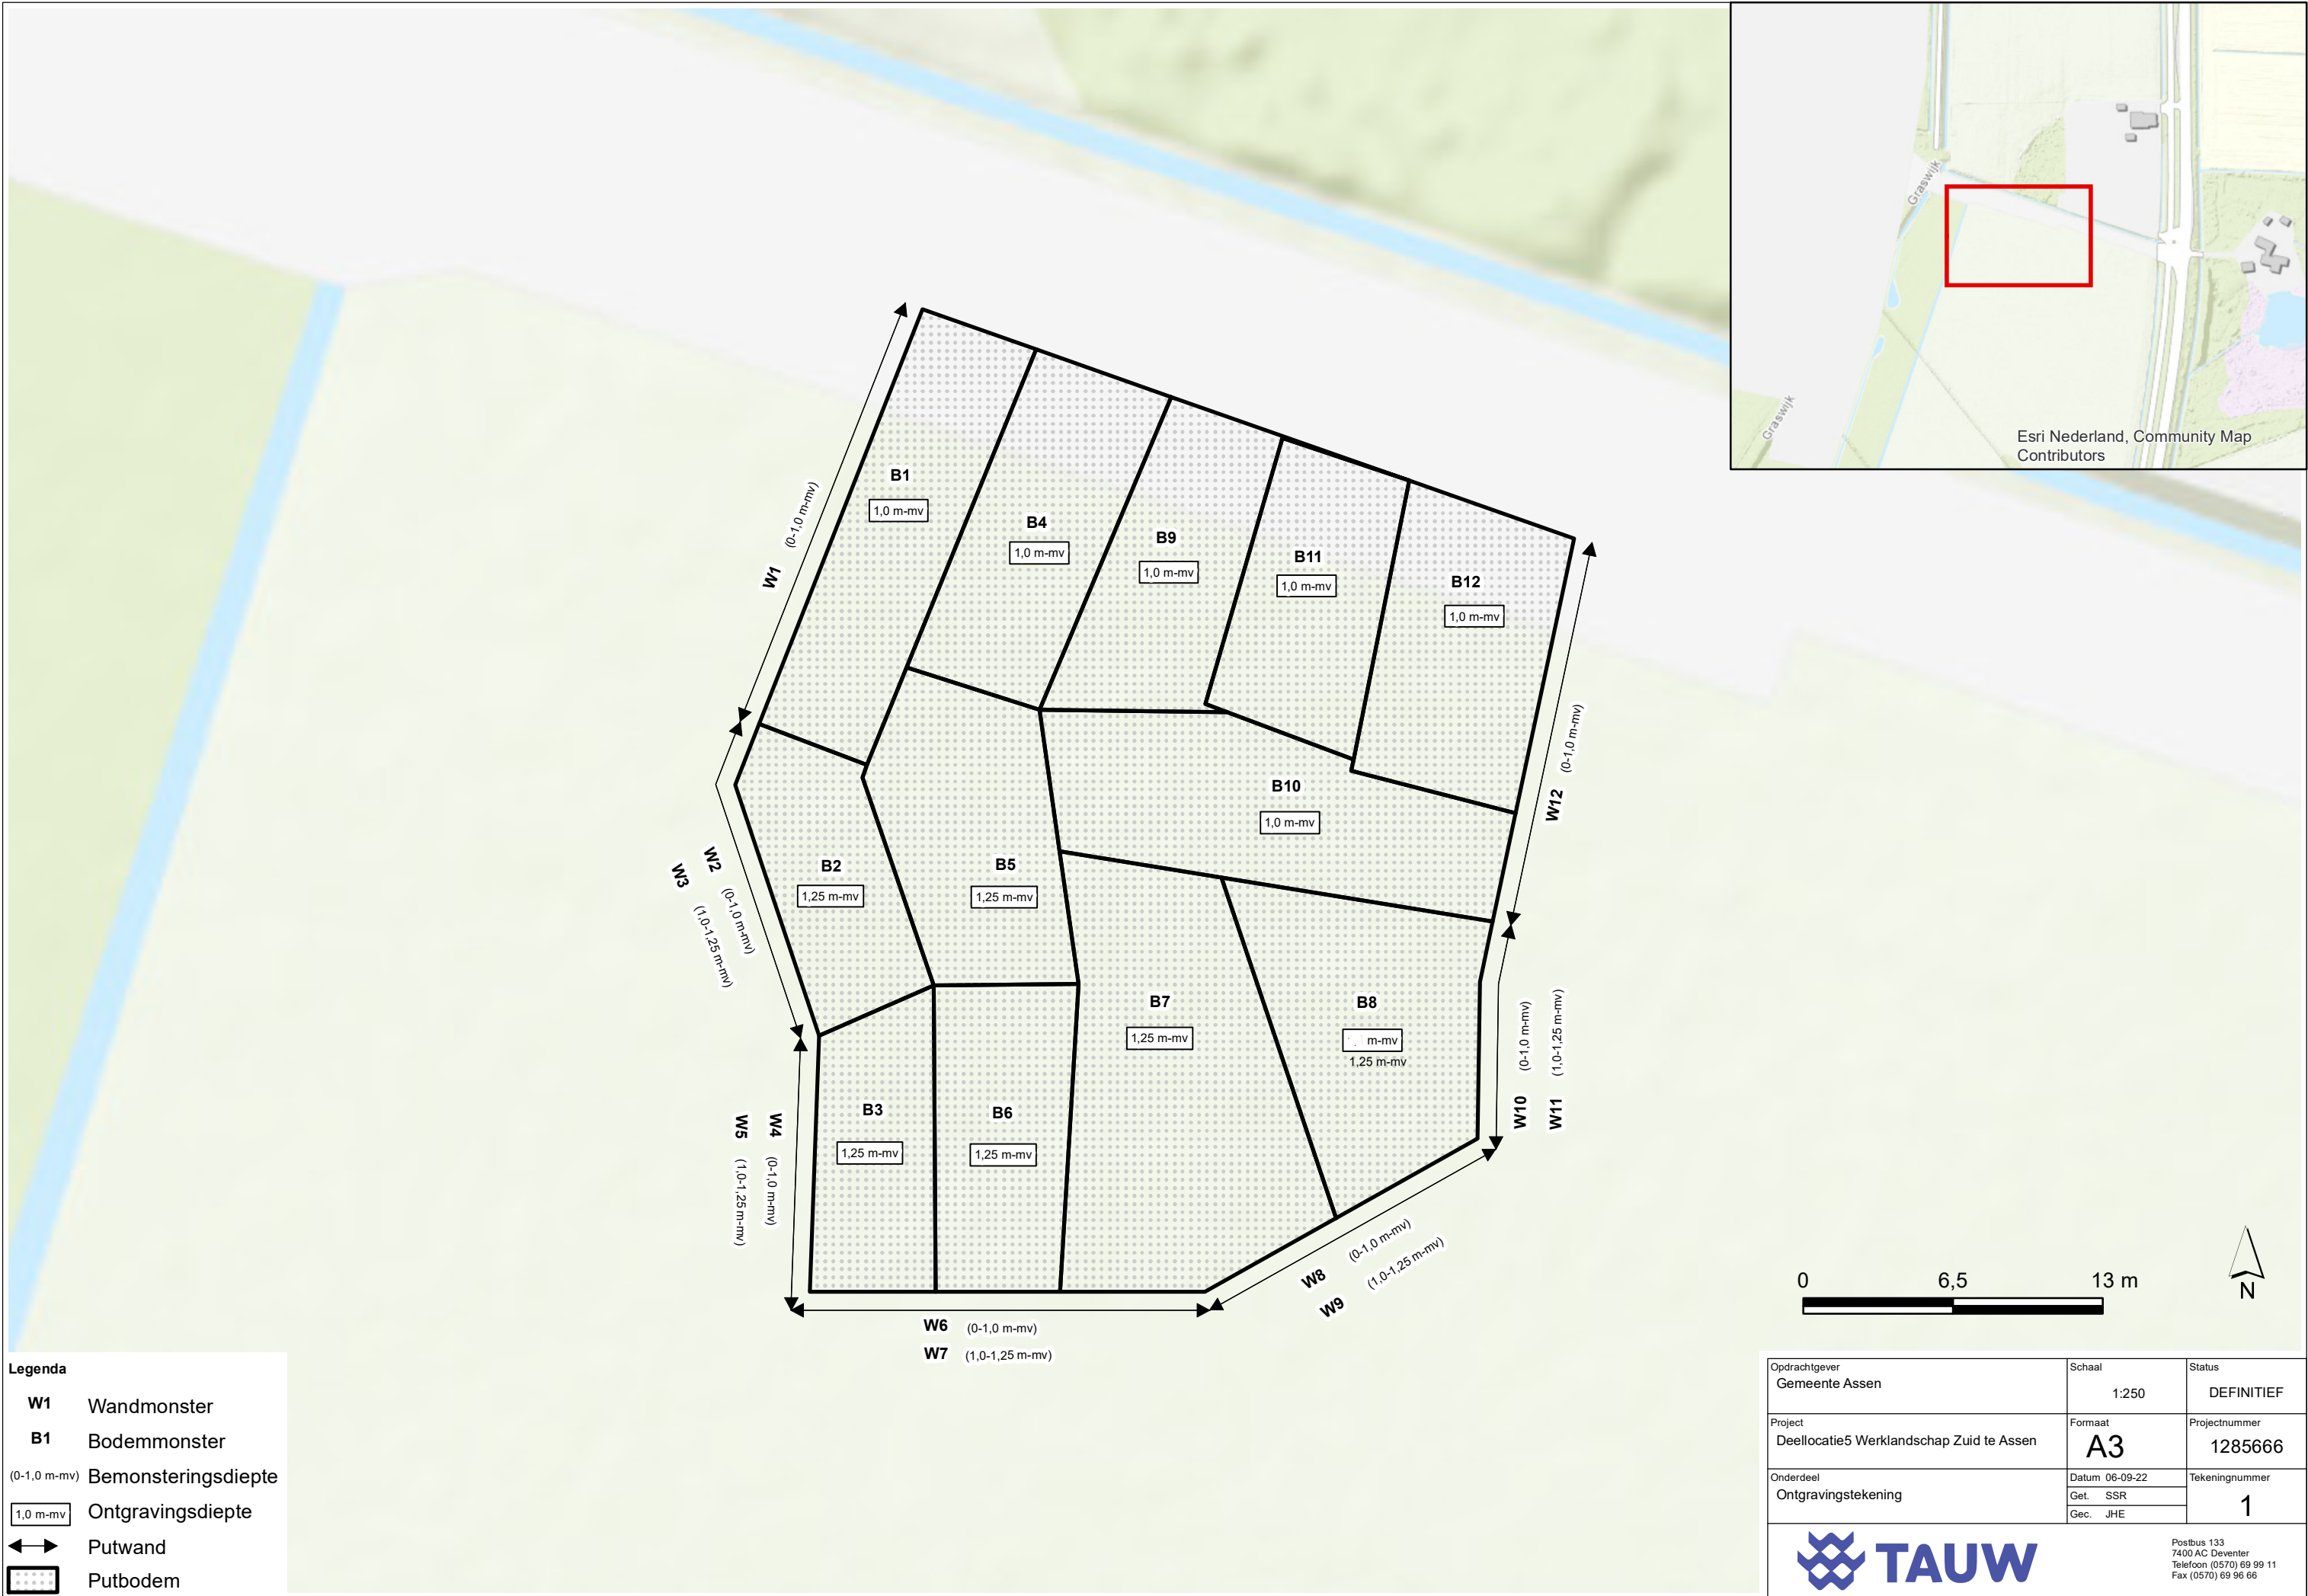 Graswijk
Graswijk
Esri Nederland, Community Map
Contributors
B1
1,0 m-mv
B4
1,0 m-mv
B9
1,0 m-mv
B11
1,0 m-mv
B12
1,0 m-mv
W1 (0-1,0 m-mv)
B10
1,0 m-mv
W12 (0-1,0 m-mv)
B2
1,25 m-mv
B5
1,25 m-mv
W2 (0-1,0 m-mv)
W3 (1,0-1,25 m-mv)
B7
1,25 m-mv
B8
m-mv
1,25 m-mv
W10 (0-1,0 m-mv)
W11 (1,0-1,25 m-mv)
B3
1,25 m-mv
B6
1,25 m-mv
W4 (0-1,0 m-mv)
W5 (1,0-1,25 m-mv)
W8 (0-1,0 m-mv)
W9 (1,0-1,25 m-mv)
W6 (0-1,0 m-mv)
W7 (1,0-1,25 m-mv)
0 6,5 13 m
N
Legenda
W1 Wandmonster
B1 Bodemmonster
(0-1,0 m-mv) Bemonsteringsdiepte
1,0 m-mv Ontgravingsdiepte
Putwand
Putbodem
Opdrachtgever
Gemeente Assen
Schaal
1:250
Status
DEFINITIEF
Project
Deellocatie5 Werklandschap Zuid te Assen
Formaat
A3
Projectnummer
1285666
Onderdeel
Ontgravingstekening
Datum 06-09-22
Get. SSR
Gec. JHE
Tekeningnummer
1
TAUW
Postbus 133
7400 AC Deventer
Telefoon (0570) 69 99 11
Fax (0570) 69 96 66